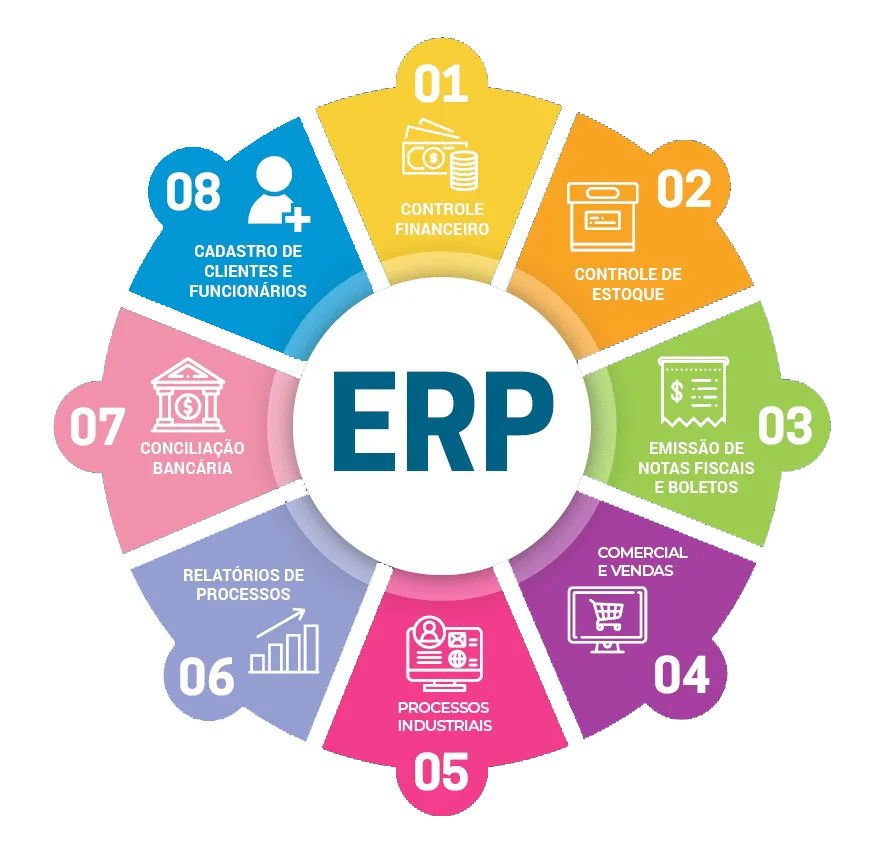 01
CONTROLE
FINANCEIRO
02
CONTROLE DE
ESTOQUE
03
EMISSÃO DE
NOTAS FISCAIS
E BOLETOS
COMERCIAL
E VENDAS
04
PROCESSOS
INDUSTRIAIS
05
RELATÓRIOS DE
PROCESSOS
06
07
CONCILIAÇÃO
BANCÁRIA
08
CADASTRO DE
CLIENTES E
FUNCIONÁRIOS
ERP